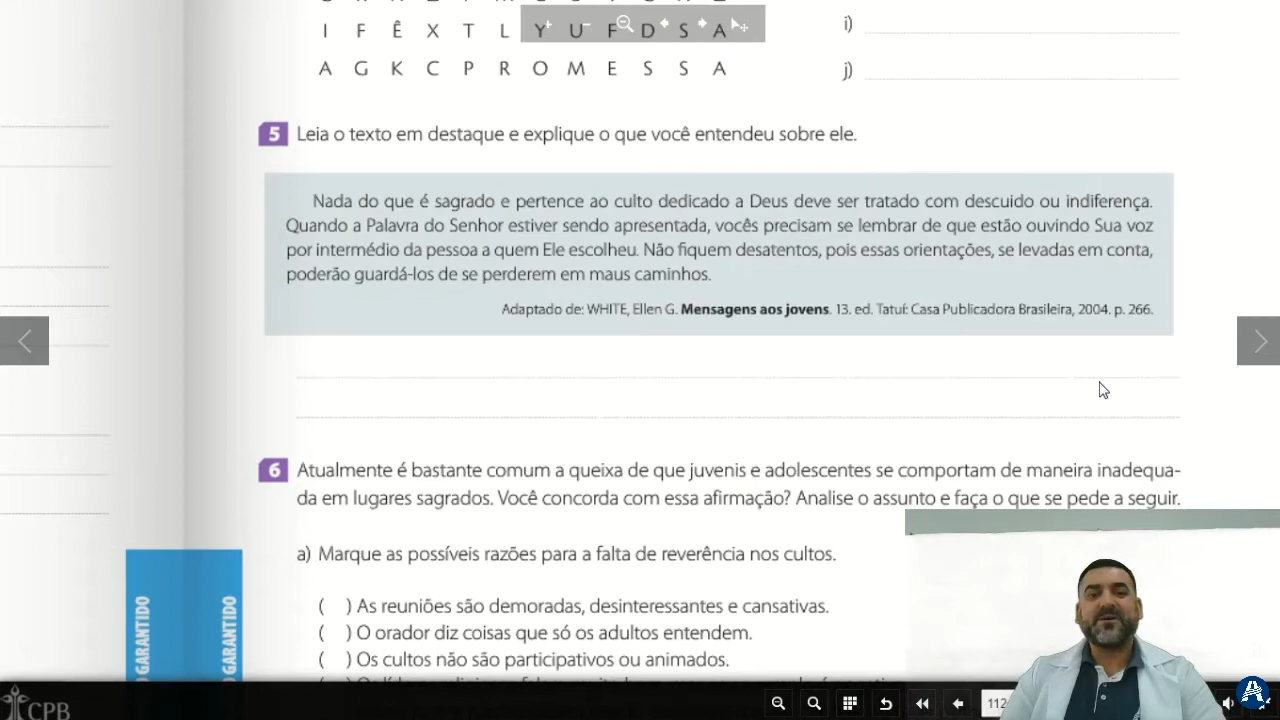 I F Ê X T L Y U F D S A
i)
A G K C P R O M E S S A
j)
5 Leia o texto em destaque e explique o que você entendeu sobre ele.
Nada do que é sagrado e pertence ao culto dedicado a Deus deve ser tratado com descuido ou indiferença.
Quando a Palavra do Senhor estiver sendo apresentada, vocês precisam se lembrar de que estão ouvindo Sua voz
por intermédio da pessoa a quem Ele escolheu. Não fiquem desatentos, pois essas orientações, se levadas em conta,
poderão guardá-los de se perderem em maus caminhos.
Adaptado de: WHITE, Ellen G. Mensagens aos jovens. 13. ed. Tatuí: Casa Publicadora Brasileira, 2004. p. 266.
6 Atualmente é bastante comum a queixa de que juvenis e adolescentes se comportam de maneira inadequa-
da em lugares sagrados. Você concorda com essa afirmação? Analise o assunto e faça o que se pede a seguir.
a) Marque as possíveis razões para a falta de reverência nos cultos.
( ) As reuniões são demoradas, desinteressantes e cansativas.
( ) O orador diz coisas que só os adultos entendem.
( ) Os cultos não são participativos ou animados.
GARANTIDO
GARANTIDO
CPB
112